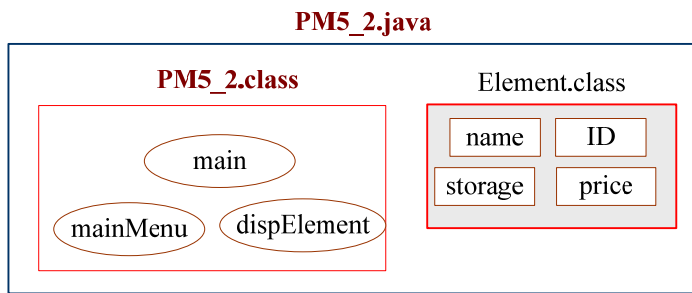 PM5_2.java
PM5_2.class
Element.class
main
mainMenu
dispElement
name ID
storage price